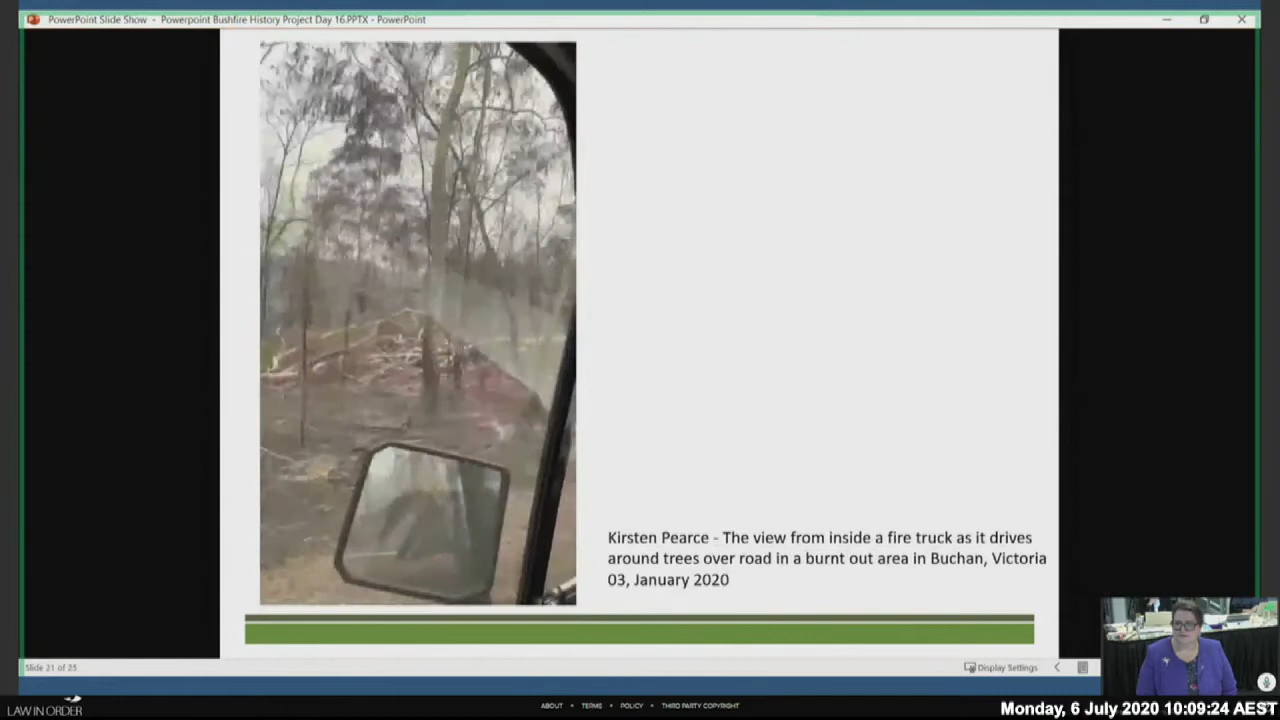 PowerPoint Slide Show - Powerpoint Bushfire History Project Day 16.PPTX - PowerPoint
Kirsten Pearce - The view from inside a fire truck as it drives
around trees over road in a burnt out area in Buchan, Victoria
03, January 2020
Slide 21 of 25
Display Settings
LAW IN ORDER
ABOUT • TERMS • POLICY • THIRD PARTY COPYRIGHT
Monday, 6 July 2020 10:09:24 AEST